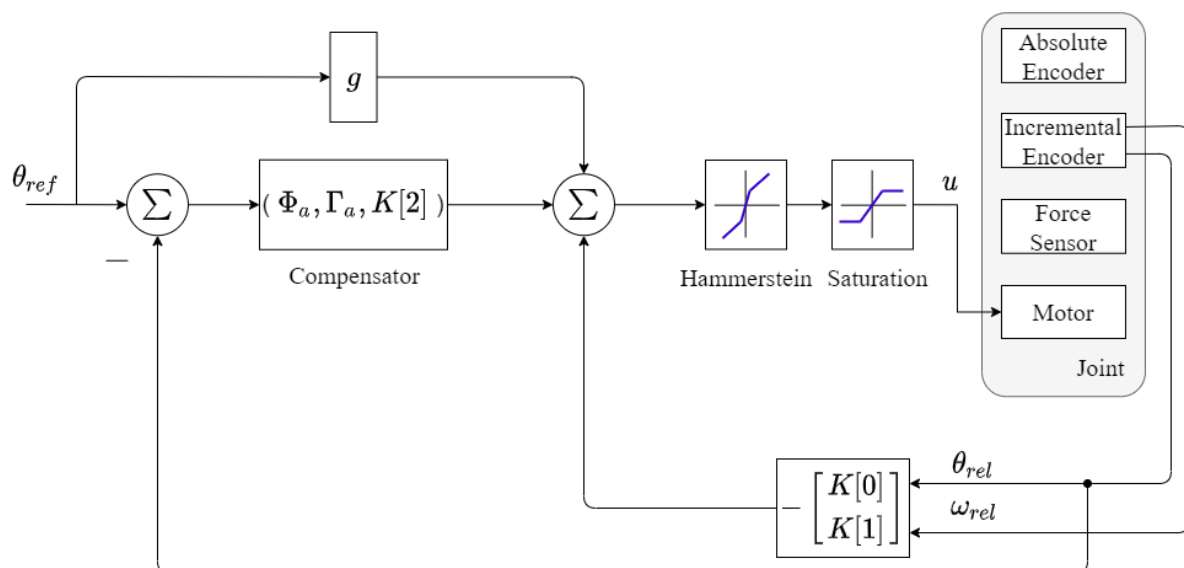 Absolute
Encoder
g
Incremental
Encoder
θ_ref
Σ
( Φ_a, Γ_a, K[2] )
Σ
u
−
Force
Sensor
Compensator
Hammerstein
Saturation
Motor
Joint
θ_rel
− [ K[0]
K[1] ]
ω_rel